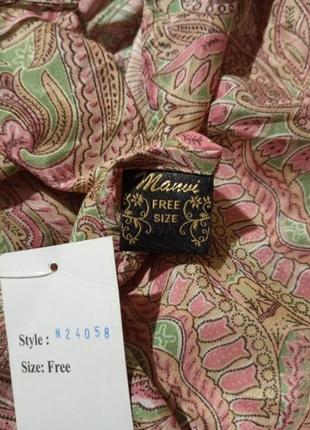 Manvi
FREE
SIZE
Style : N24058
Size: Free